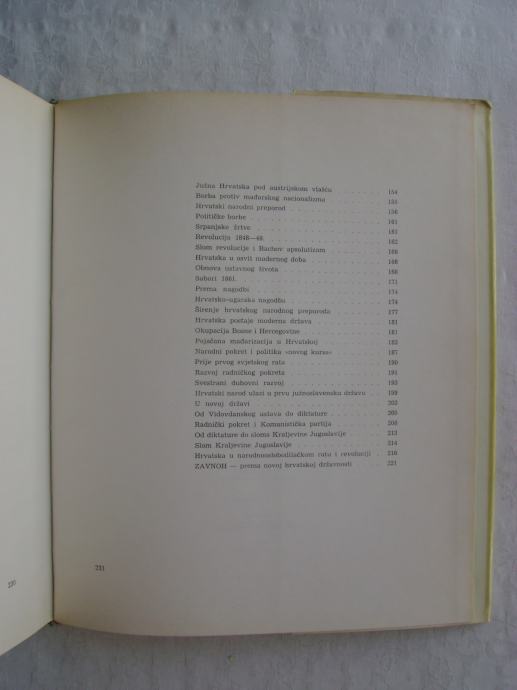 Južna Hrvatska pod austrijskom vlašću . . . . . . . 154
Borba protiv mađarskog nacionalizma . . . . . . . 155
Hrvatski narodni preporod . . . . . . . 156
Političke borbe . . . . . . . 161
Srpanjske žrtve . . . . . . . 161
Revolucija 1848—49. . . . . . . . 162
Slom revolucije i Bachov apsolutizam . . . . . . . 166
Hrvatska u osvit modernog doba . . . . . . . 168
Obnova ustavnog života . . . . . . . 168
Sabori 1861. . . . . . . . 171
Prema nagodbi . . . . . . . 174
Hrvatsko-ugarska nagodba . . . . . . . 174
Širenje hrvatskog narodnog preporoda . . . . . . . 177
Hrvatska postaje moderna država . . . . . . . 181
Okupacija Bosne i Hercegovine . . . . . . . 181
Pojačana mađarizacija u Hrvatskoj . . . . . . . 183
Narodni pokret i politika »novog kursa« . . . . . . . 187
Prije prvog svjetskog rata . . . . . . . 190
Razvoj radničkog pokreta . . . . . . . 191
Svestrani duhovni razvoj . . . . . . . 193
Hrvatski narod ulazi u prvu južnoslavensku državu . . 199
U novoj državi . . . . . . . 202
Od Vidovdanskog ustava do diktature . . . . . . . 205
Radnički pokret i Komunistička partija . . . . . . . 208
Od diktature do sloma Kraljevine Jugoslavije . . . . 213
Slom Kraljevine Jugoslavije . . . . . . . 214
Hrvatska u narodnooslobodilačkom ratu i revoluciji . 216
ZAVNOH — prema novoj hrvatskoj državnosti . . . . 221
231
230